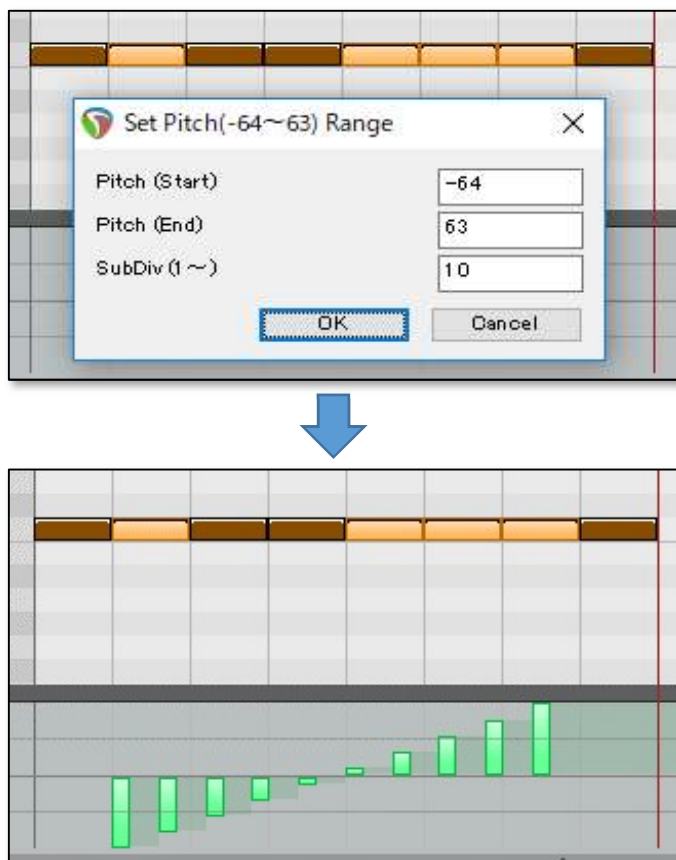 Set Pitch(-64～63) Range
Pitch (Start) -64
Pitch (End) 63
SubDiv(1～) 10
OK Cancel